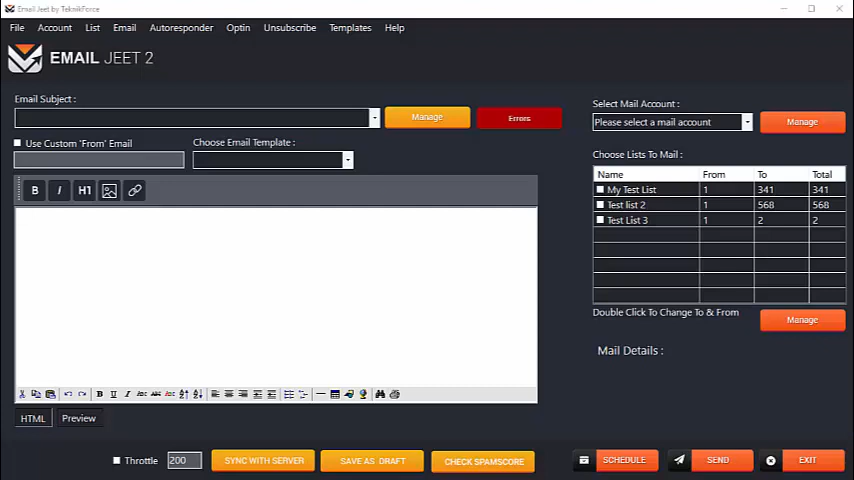 Email Jeet by TeknikForce
File Account List Email Autoresponder Optin Unsubscribe Templates Help
EMAIL JEET 2
Email Subject :
Manage
Errors
Select Mail Account :
Please select a mail account
Manage
Use Custom 'From' Email
Choose Email Template :
Choose Lists To Mail :
Name From To Total
My Test List 1 341 341
Test list 2 1 568 568
Test List 3 1 2 2
B I H1
Double Click To Change To & From
Manage
Mail Details :
B U I Abc ABC
HTML Preview
Throttle 200 SYNC WITH SERVER SAVE AS DRAFT CHECK SPAMSCORE SCHEDULE SEND EXIT